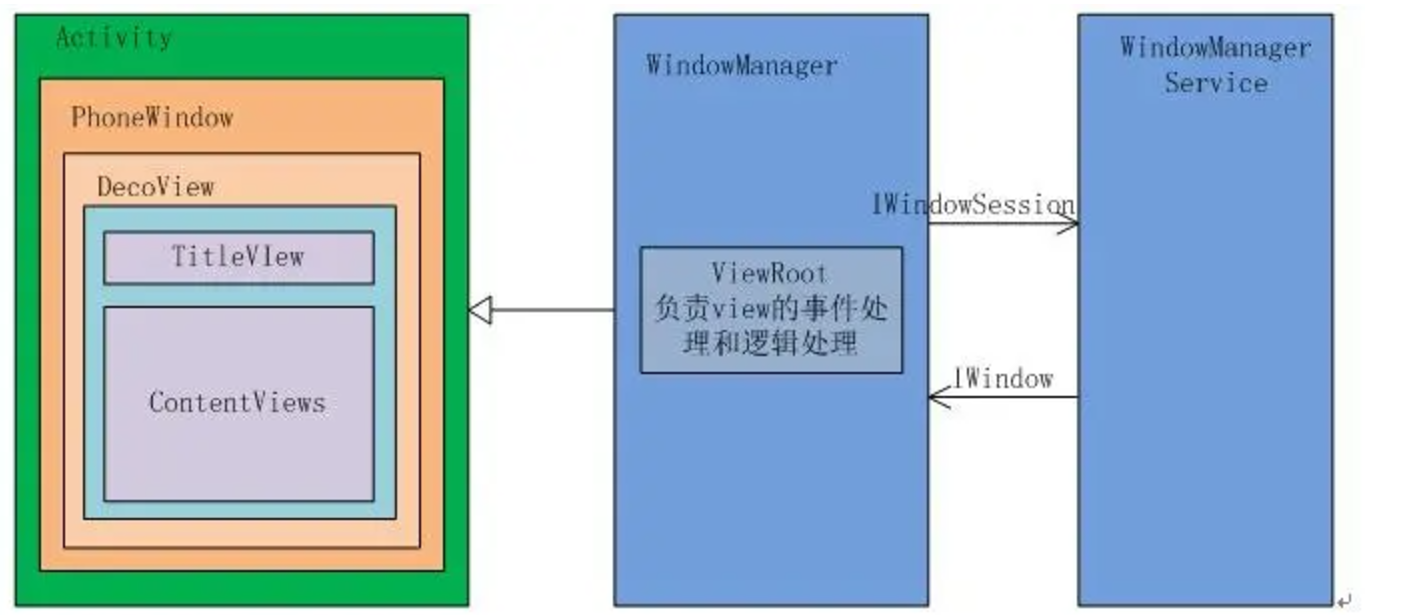 Activity
PhoneWindow
DecoView
TitleVIew
ContentViews
WindowManager
ViewRoot
负责view的事件处
理和逻辑处理
IWindowSession
IWindow
WindowManager
Service